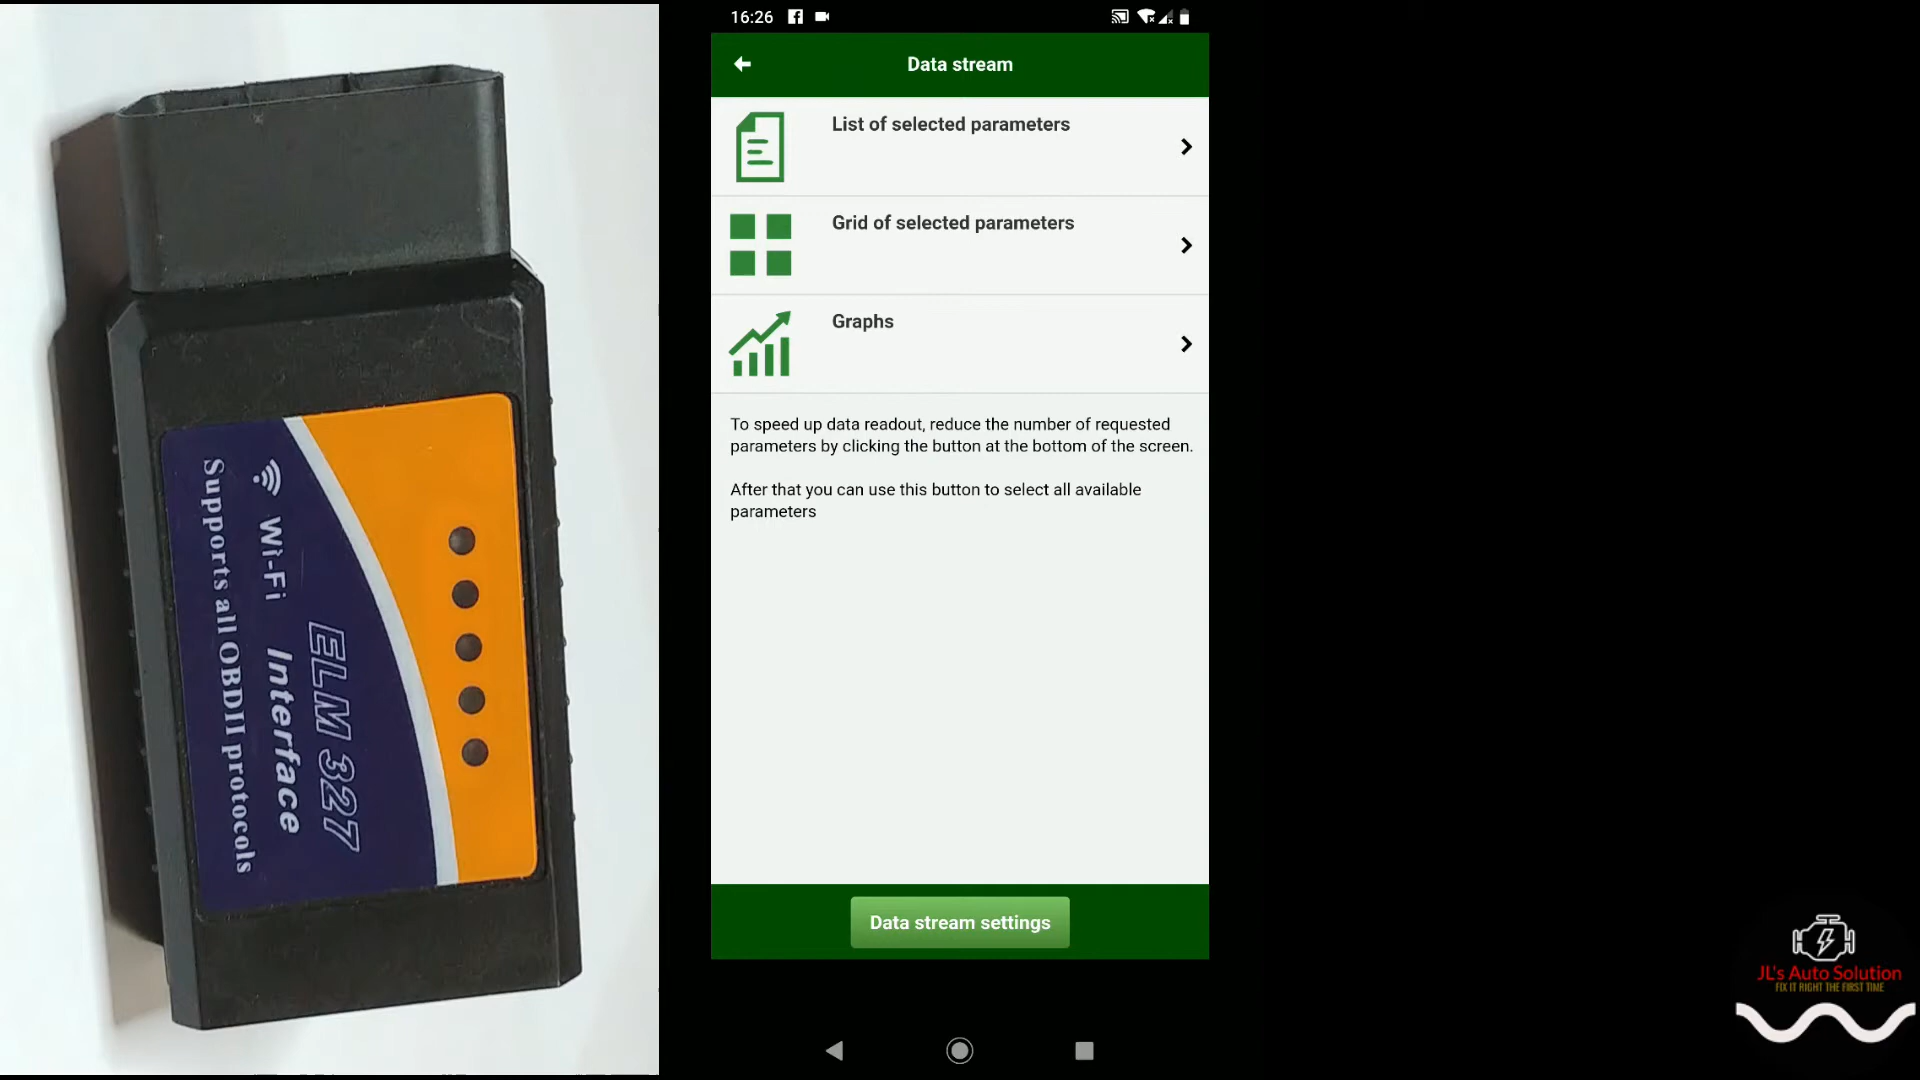 Supports all OBDII protocols
Wi-Fi
Interface
ELM 327
16:26
Data stream
List of selected parameters
Grid of selected parameters
Graphs
To speed up data readout, reduce the number of requested
parameters by clicking the button at the bottom of the screen.
After that you can use this button to select all available
parameters
Data stream settings
JL's Auto Solution
FIX IT RIGHT THE FIRST TIME